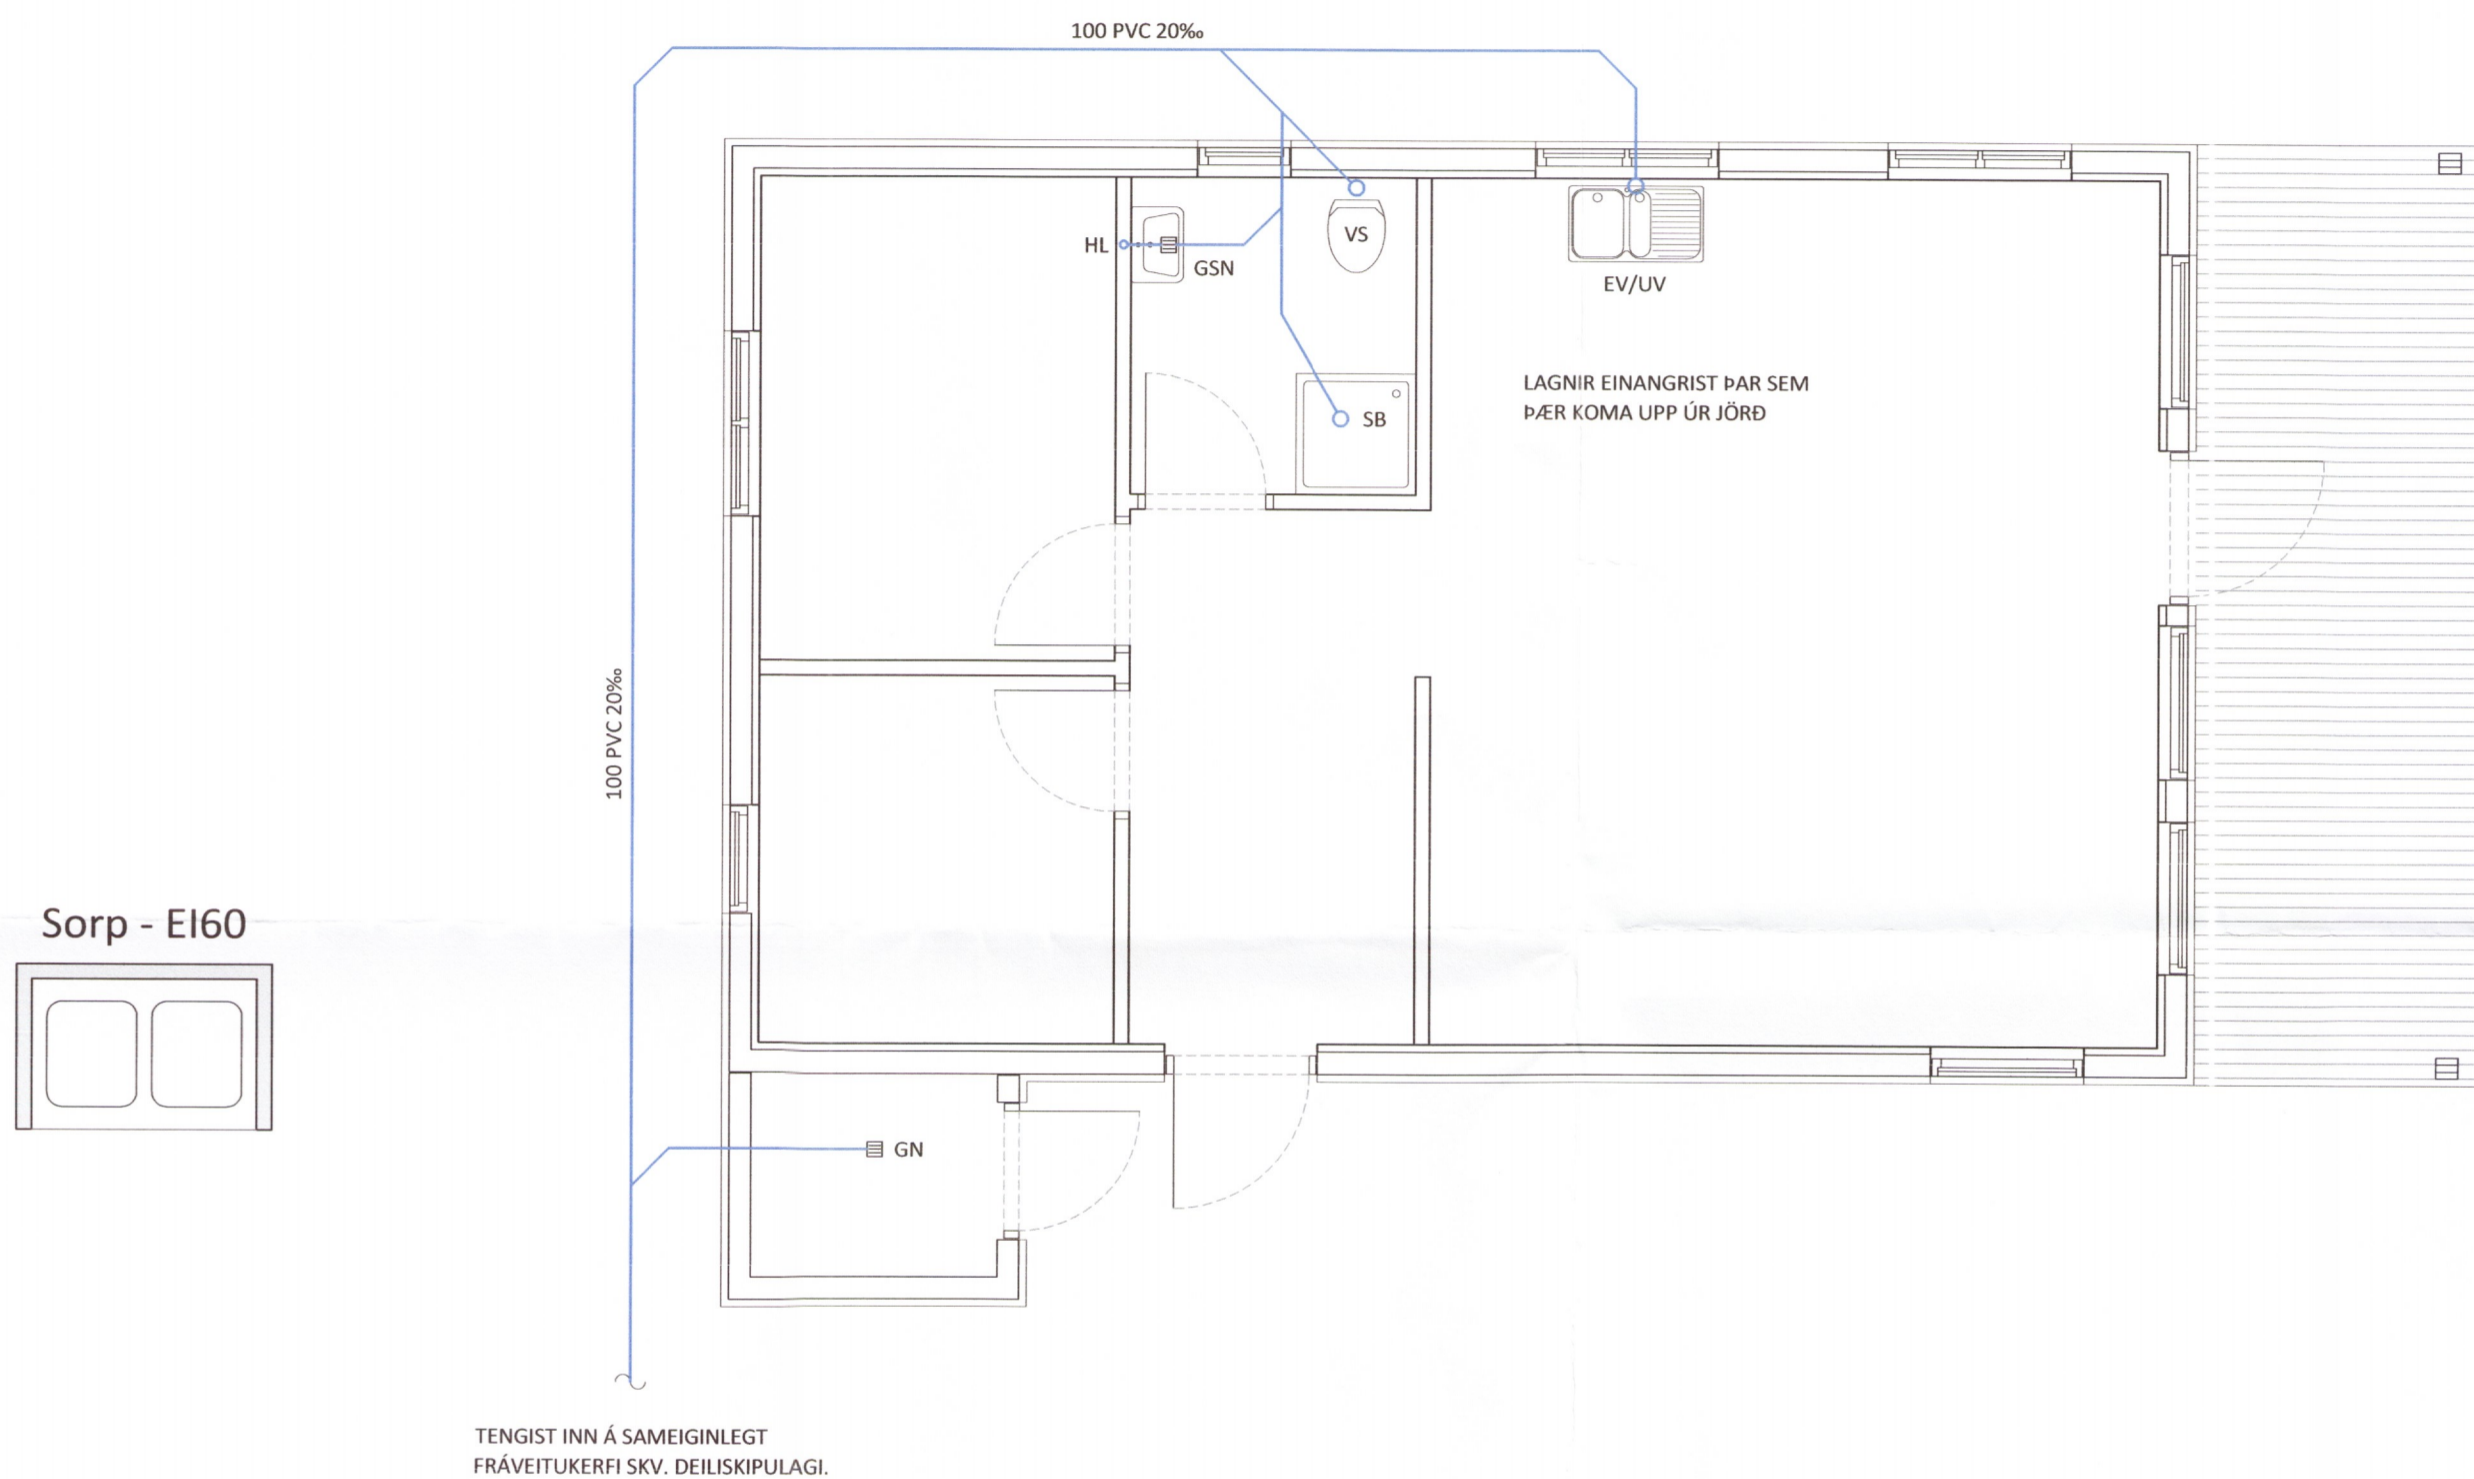 100 PVC 20‰
HL
GSN
VS
EV/UV
LAGNIR EINANGRIST ÞAR SEM
ÞÆR KOMA UPP ÚR JÖRÐ
SB
100 PVC 20‰
Sorp - EI60
GN
TENGIST INN Á SAMEIGINLEGT
FRÁVEITUKERFI SKV. DEILISKIPULAGI.